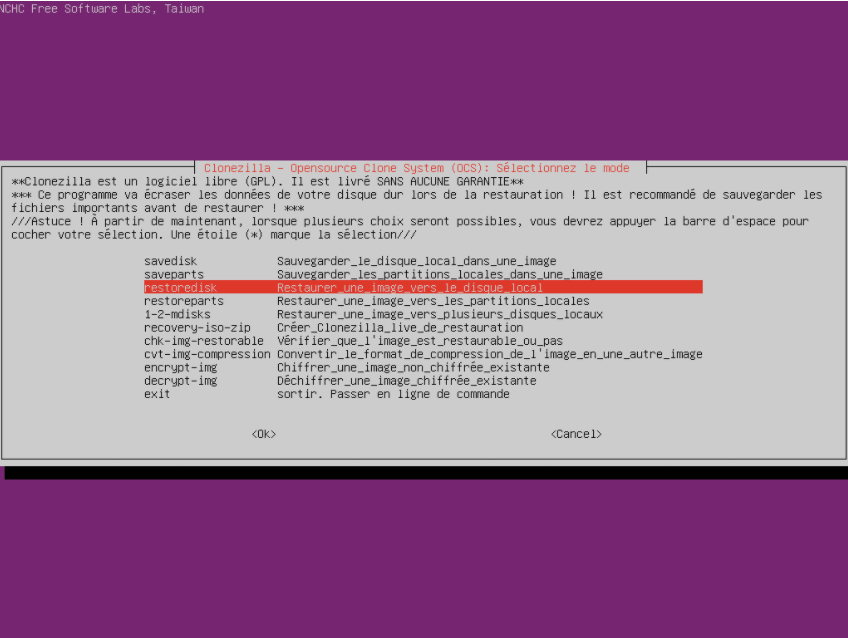 NCHC Free Software Labs, Taiwan
Clonezilla - Opensource Clone System (OCS): Sélectionnez le mode
**Clonezilla est un logiciel libre (GPL). Il est livré SANS AUCUNE GARANTIE**
*** Ce programme va écraser les données de votre disque dur lors de la restauration ! Il est recommandé de sauvegarder les
fichiers importants avant de restaurer ! ***
///Astuce ! À partir de maintenant, lorsque plusieurs choix seront possibles, vous devrez appuyer la barre d'espace pour
cocher votre sélection. Une étoile (*) marque la sélection///
savedisk Sauvegarder_le_disque_local_dans_une_image
saveparts Sauvegarder_les_partitions_locales_dans_une_image
restoredisk Restaurer_une_image_vers_le_disque_local
restoreparts Restaurer_une_image_vers_les_partitions_locales
1-2-mdisks Restaurer_une_image_vers_plusieurs_disques_locaux
recovery-iso-zip Créer_Clonezilla_live_de_restauration
chk-img-restorable Vérifier_que_l'image_est_restaurable_ou_pas
cvt-img-compression Convertir_le_format_de_compression_de_l'image_en_une_autre_image
encrypt-img Chiffrer_une_image_non_chiffrée_existante
decrypt-img Déchiffrer_une_image_chiffrée_existante
exit sortir. Passer en ligne de commande
<Ok> <Cancel>